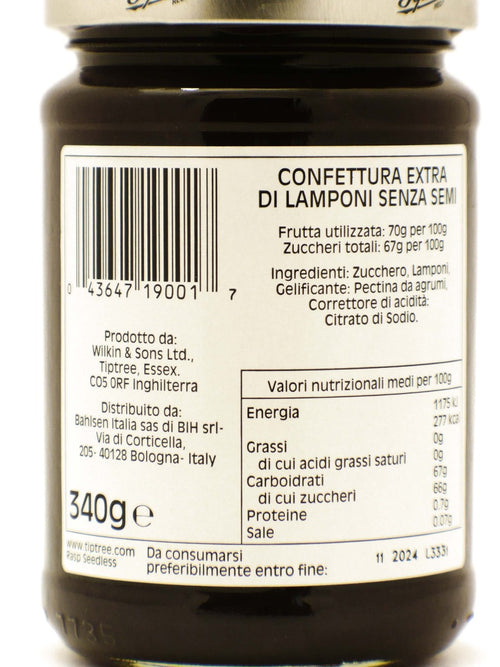 0 43647 19001 7
CONFETTURA EXTRA
DI LAMPONI SENZA SEMI
Frutta utilizzata: 70g per 100g
Zuccheri totali: 67g per 100g
Ingredienti: Zucchero, Lamponi,
Gelificante: Pectina da agrumi,
Correttore di acidità:
Citrato di Sodio.
Prodotto da:
Wilkin & Sons Ltd.,
Tiptree, Essex.
CO5 0RF Inghilterra
Distribuito da:
Bahlsen Italia sas di BIH srl-
Via di Corticella,
205- 40128 Bologna- Italy
340g e
www.tiptree.com
Rasp Seedless
Valori nutrizionali medi per 100g
Energia 1175 kJ
277 kcal
Grassi 0g
di cui acidi grassi saturi 0g
Carboidrati 67g
di cui zuccheri 66g
Proteine 0.7g
Sale 0.07g
Da consumarsi
preferibilmente entro fine: 11 2024 L3331
1135